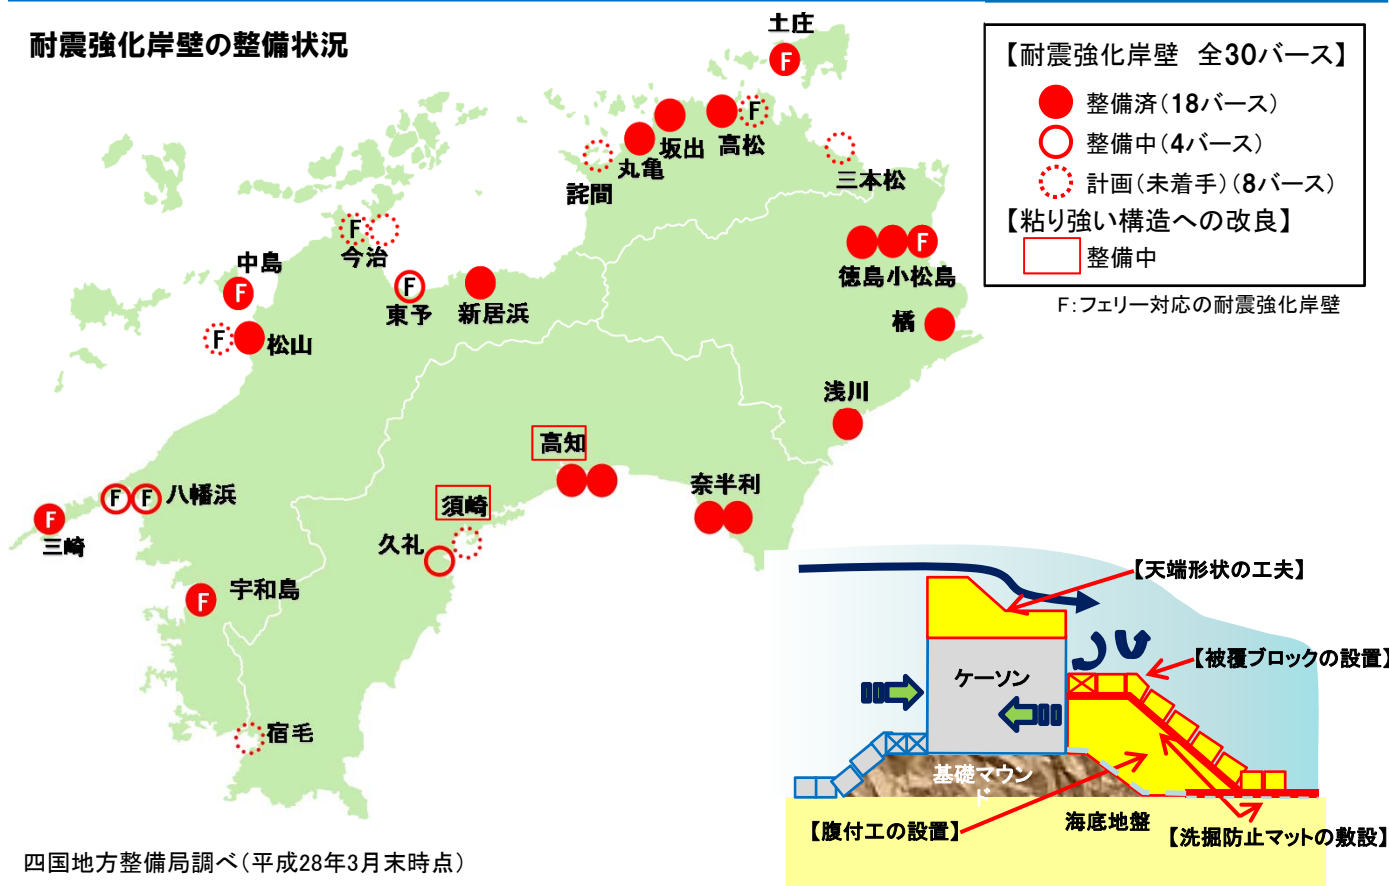 耐震強化岸壁の整備状況
【耐震強化岸壁 全30バース】
整備済(18バース)
整備中(4バース)
計画(未着手)(8バース)
【粘り強い構造への改良】
整備中
F:フェリー対応の耐震強化岸壁
土庄
F
F
高松
坂出
丸亀
詫間
三本松
F
今治
中島
F
F
東予
新居浜
F
徳島小松島
F
松山
橘
浅川
高知
奈半利
須崎
久礼
F
F
八幡浜
F
三崎
F
宇和島
宿毛
【天端形状の工夫】
【被覆ブロックの設置】
ケーソン
基礎マウン
ド
【腹付工の設置】
海底地盤
【洗掘防止マットの敷設】
四国地方整備局調べ(平成28年3月末時点)